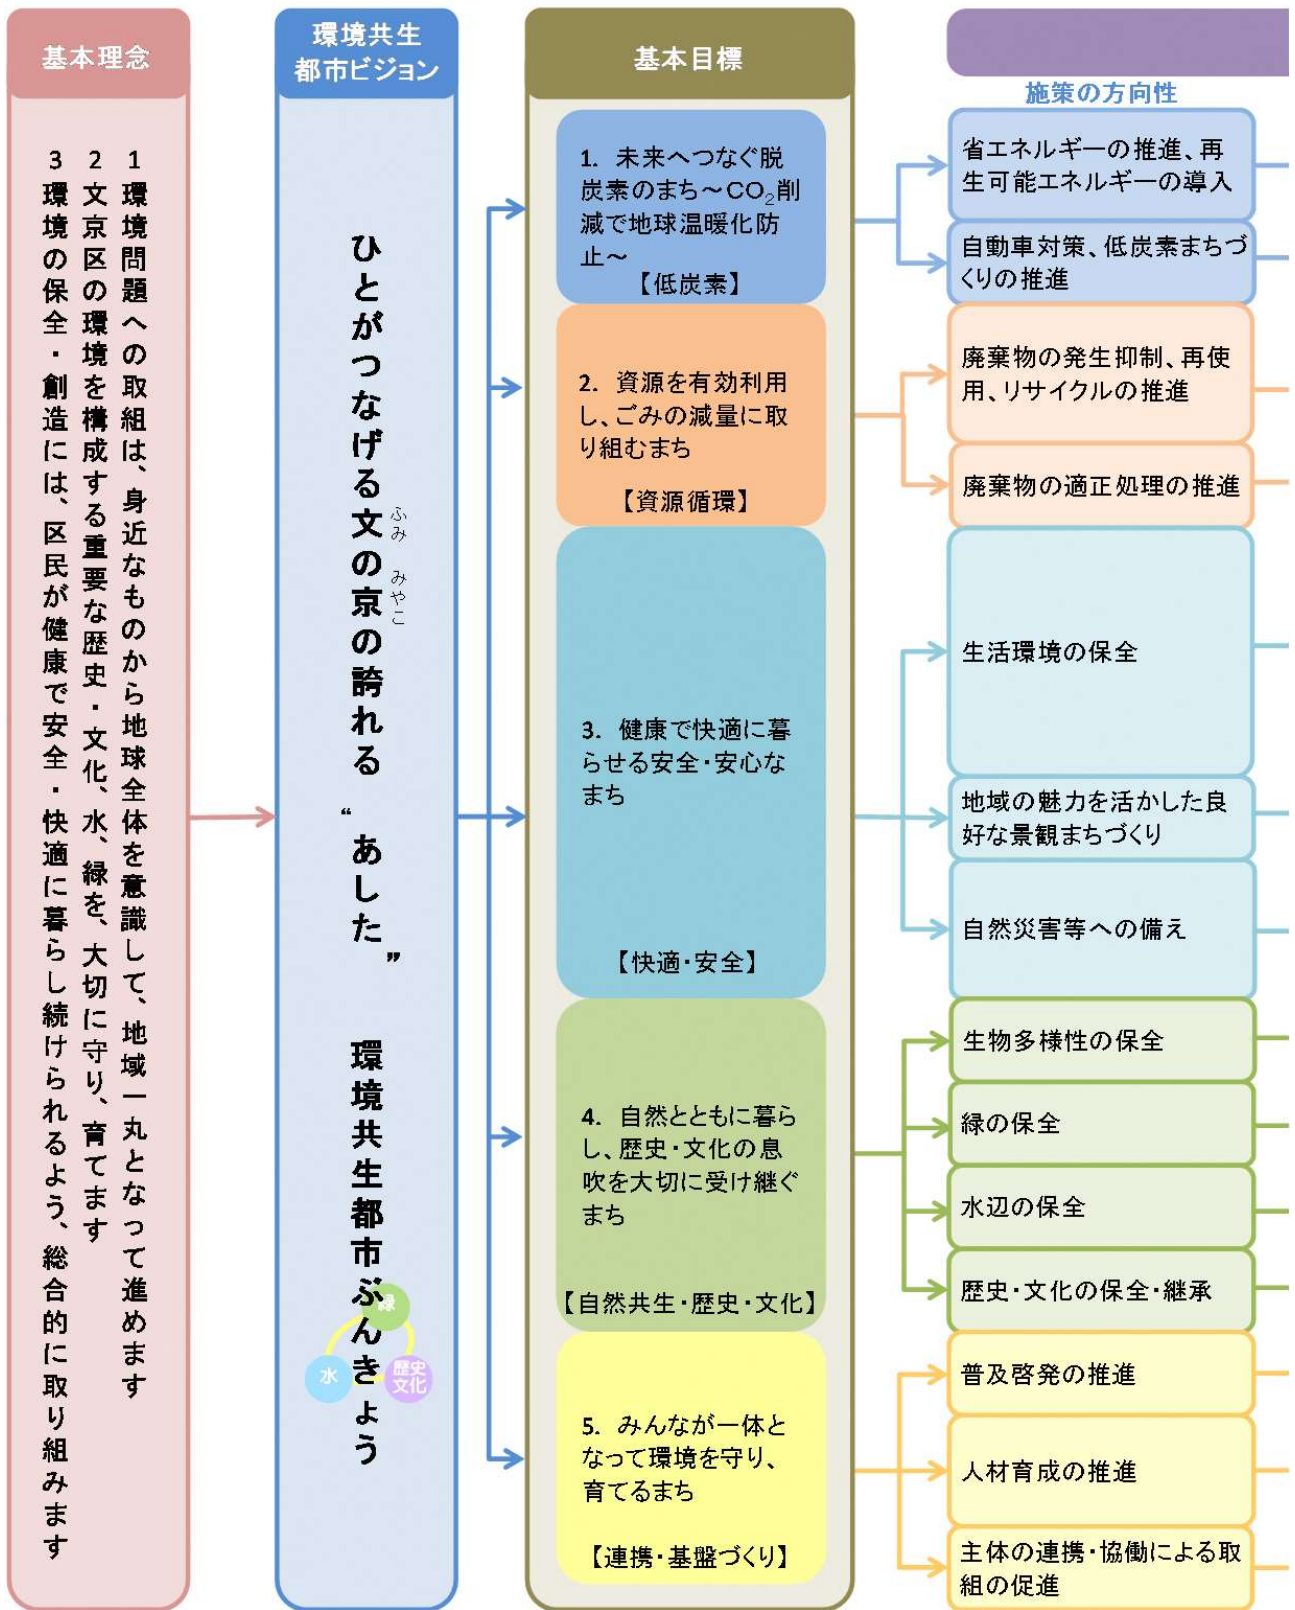 基本理念
1 環境問題への取組は、身近なものから地球全体を意識して、地域一丸となって進めます
2 文京区の環境を構成する重要な歴史・文化、水、緑を、大切に守り、育てます
3 環境の保全・創造には、区民が健康で安全・快適に暮らし続けられるよう、総合的に取り組みます
環境共生
都市ビジョン
ひとがつなげる文の京の誇れる“あした” 環境共生都市ぶんきょう
ふみ みやこ
緑
水
歴史
文化
基本目標
1. 未来へつなぐ脱
炭素のまち～CO₂削
減で地球温暖化防
止～
【低炭素】
2. 資源を有効利用
し、ごみの減量に取
り組むまち
【資源循環】
3. 健康で快適に暮
らせる安全・安心な
まち
【快適・安全】
4. 自然とともに暮ら
し、歴史・文化の息
吹を大切に受け継ぐ
まち
【自然共生・歴史・文化】
5. みんなが一体と
なって環境を守り、
育てるまち
【連携・基盤づくり】
施策の方向性
省エネルギーの推進、再
生可能エネルギーの導入
自動車対策、低炭素まちづ
くりの推進
廃棄物の発生抑制、再使
用、リサイクルの推進
廃棄物の適正処理の推進
生活環境の保全
地域の魅力を活かした良
好な景観まちづくり
自然災害等への備え
生物多様性の保全
緑の保全
水辺の保全
歴史・文化の保全・継承
普及啓発の推進
人材育成の推進
主体の連携・協働による取
組の促進